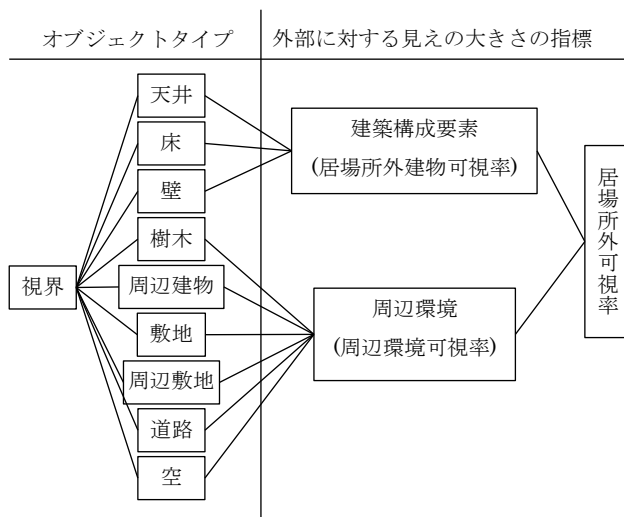 オブジェクトタイプ
外部に対する見えの大きさの指標
視界
天井
床
壁
樹木
周辺建物
敷地
周辺敷地
道路
空
建築構成要素
(居場所外建物可視率)
周辺環境
(周辺環境可視率)
居場所外可視率